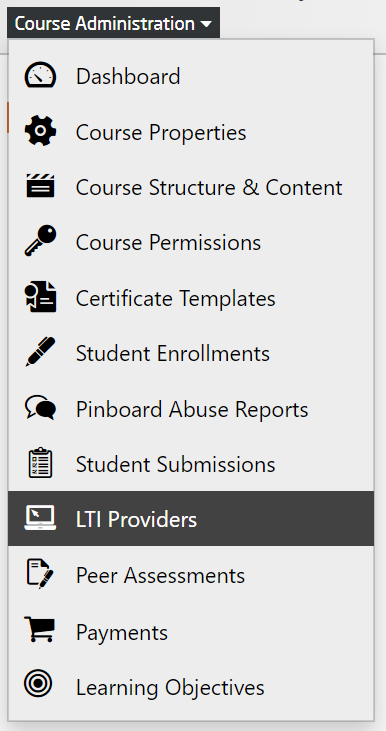 Course Administration
Dashboard
Course Properties
Course Structure & Content
Course Permissions
Certificate Templates
Student Enrollments
Pinboard Abuse Reports
Student Submissions
LTI Providers
Peer Assessments
Payments
Learning Objectives